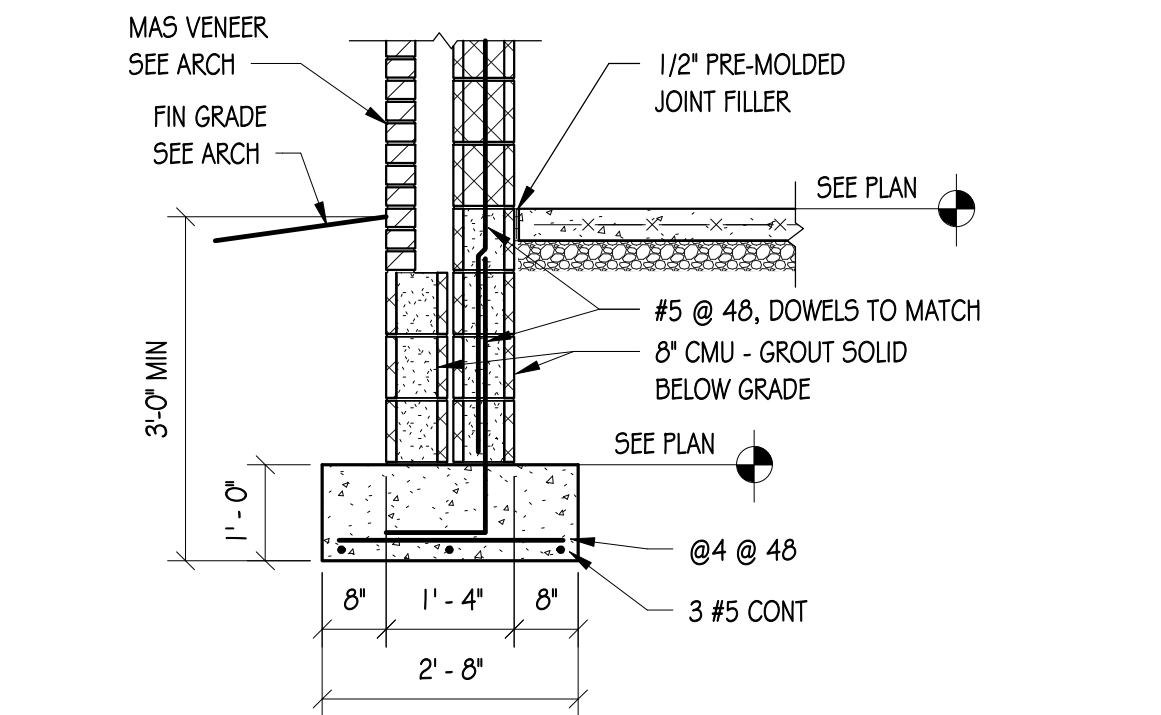 MAS VENEER
SEE ARCH
1/2" PRE-MOLDED
JOINT FILLER
FIN GRADE
SEE ARCH
SEE PLAN
#5 @ 48, DOWELS TO MATCH
8" CMU - GROUT SOLID
BELOW GRADE
3'-0" MIN
SEE PLAN
1' - 0"
@4 @ 48
8"
1' - 4"
8"
3 #5 CONT
2' - 8"